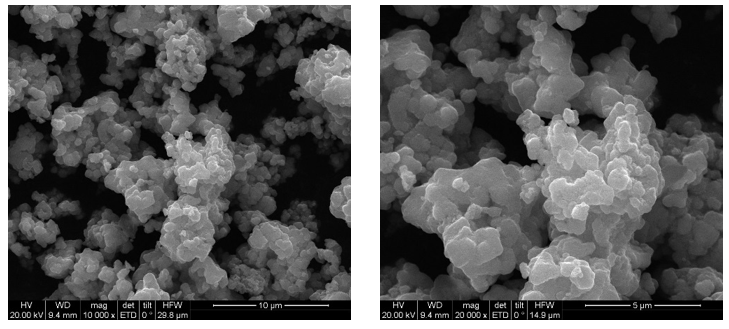 HV WD mag det tilt HFW 10 µm
20.00 kV 9.4 mm 10 000 x ETD 0 ° 29.8 µm
HV WD mag det tilt HFW 5 µm
20.00 kV 9.4 mm 20 000 x ETD 0 ° 14.9 µm